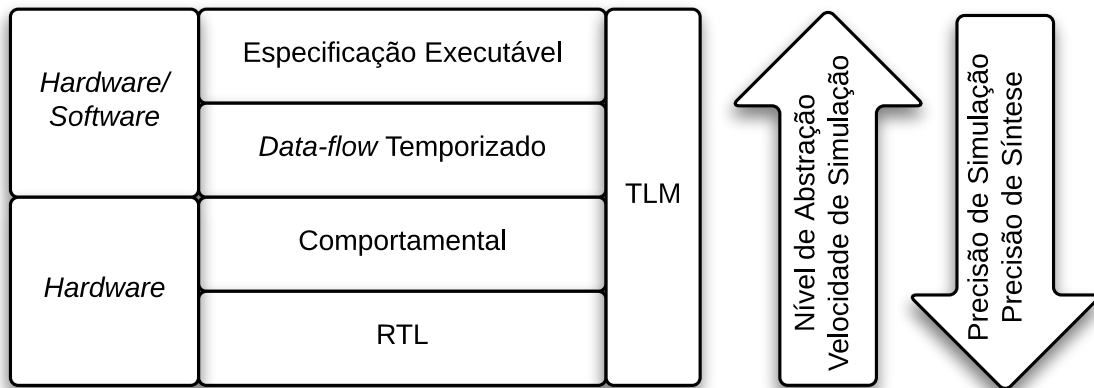 Hardware/
Software
Especificação Executável
Data-flow Temporizado
Hardware
Comportamental
RTL
TLM
Nível de Abstração
Velocidade de Simulação
Precisão de Simulação
Precisão de Síntese